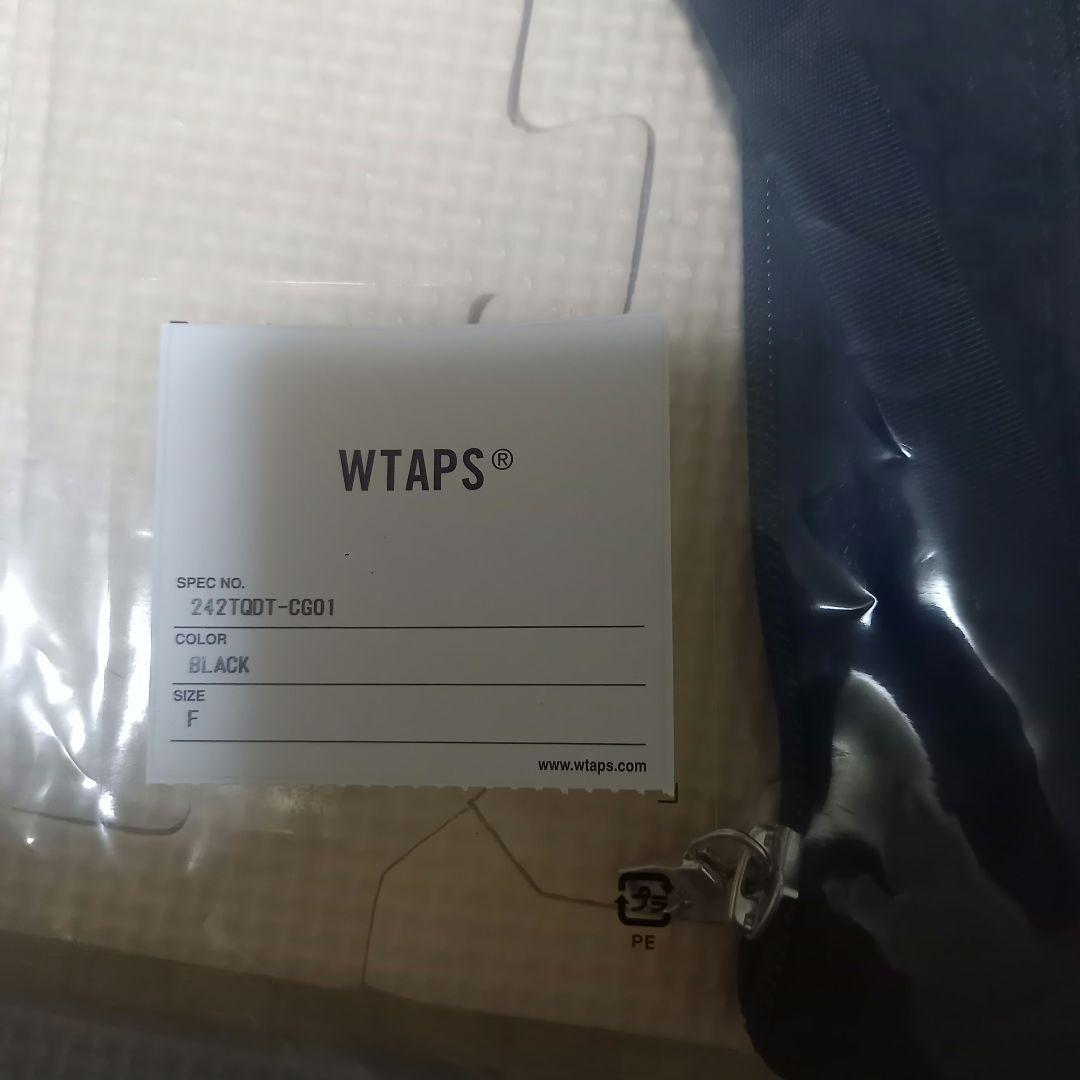 WTAPS®
SPEC NO.
242TQDT-CG01
COLOR
BLACK
SIZE
F
www.wtaps.com
プラ
PE